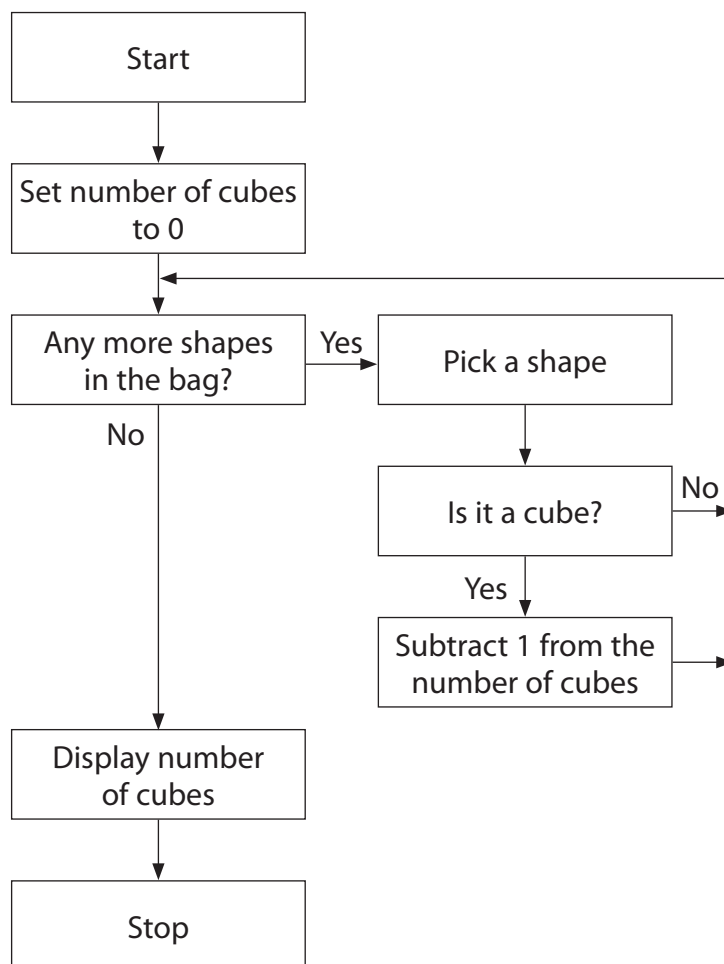 Start
Set number of cubes
to 0
Any more shapes
in the bag?
Yes
Pick a shape
No
Is it a cube?
No
Yes
Subtract 1 from the
number of cubes
Display number
of cubes
Stop